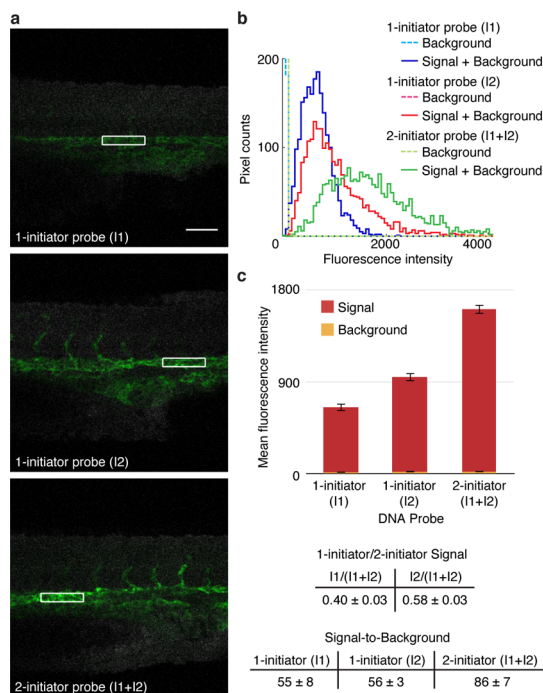 a
1-initiator probe (I1)
1-initiator probe (I2)
2-initiator probe (I1+I2)
b
1-initiator probe (I1)
Background
Signal + Background
1-initiator probe (I2)
Background
Signal + Background
2-initiator probe (I1+I2)
Background
Signal + Background
Pixel counts
200
100
0
2000
4000
Fluorescence intensity
c
Signal
Background
Mean fluorescence intensity
1800
900
0
1-initiator (I1)
1-initiator (I2)
2-initiator (I1+I2)
DNA Probe
1-initiator/2-initiator Signal
I1/(I1+I2) I2/(I1+I2)
0.40 ± 0.03 0.58 ± 0.03
Signal-to-Background
1-initiator (I1) 1-initiator (I2) 2-initiator (I1+I2)
55 ± 8 56 ± 3 86 ± 7